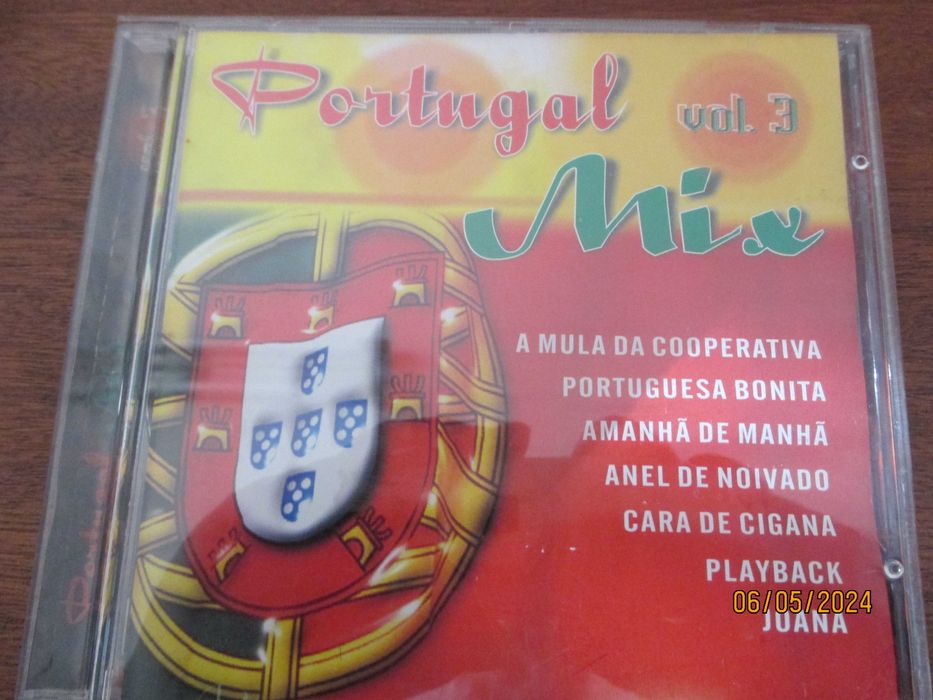 Portugal vol. 3
Mix
A MULA DA COOPERATIVA
PORTUGUESA BONITA
AMANHÃ DE MANHÃ
ANEL DE NOIVADO
CARA DE CIGANA
PLAYBACK
06/05/2024
JOANA
Portugal